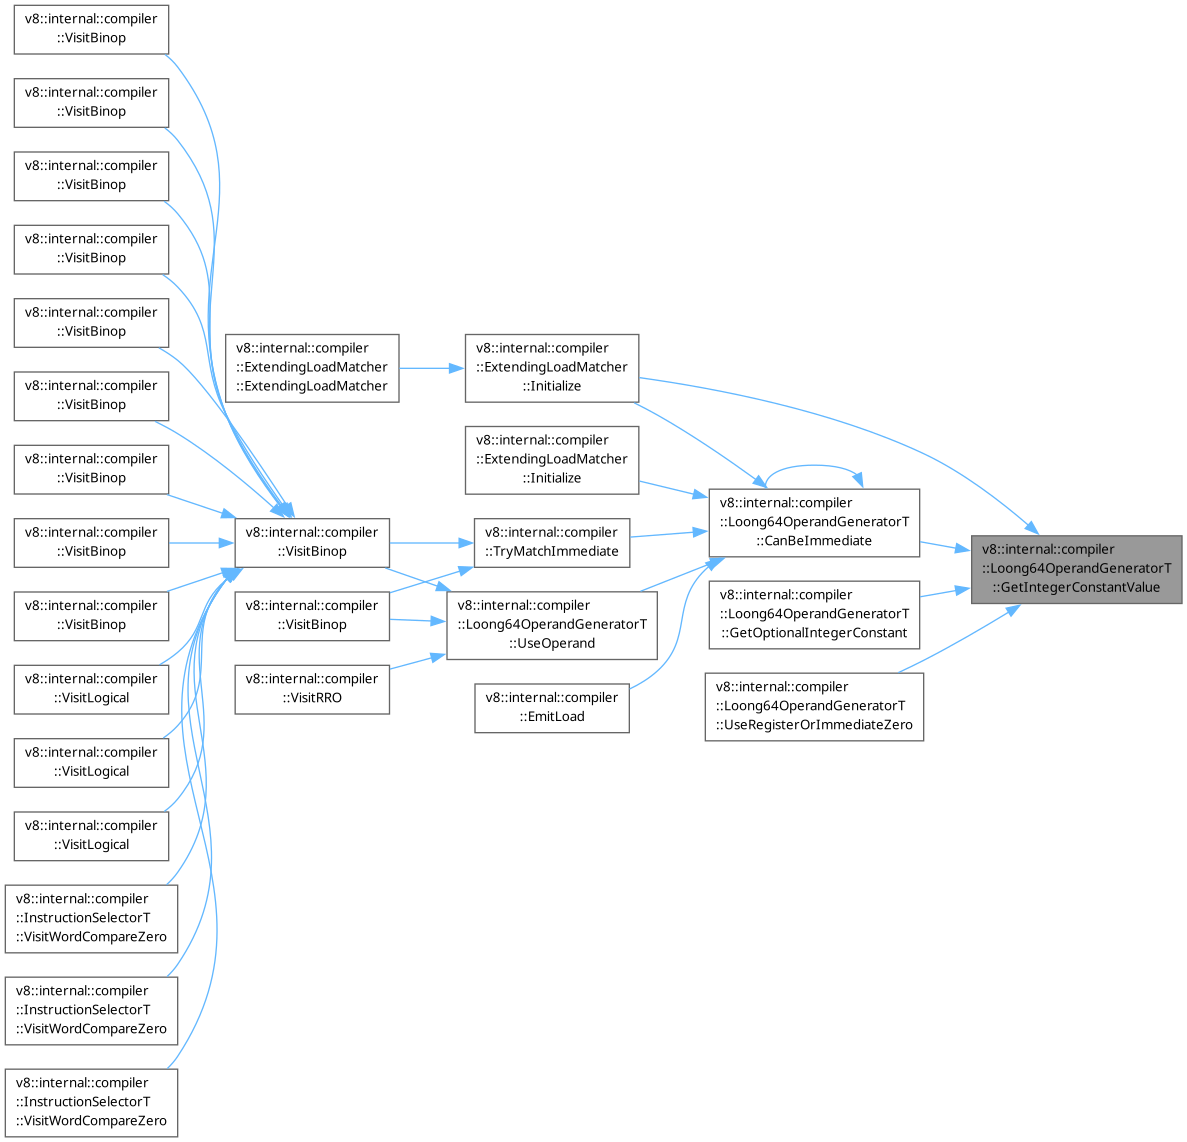 v8::internal::compiler
::VisitBinop
v8::internal::compiler
::VisitBinop
v8::internal::compiler
::VisitBinop
v8::internal::compiler
::VisitBinop
v8::internal::compiler
::VisitBinop
v8::internal::compiler
::VisitBinop
v8::internal::compiler
::VisitBinop
v8::internal::compiler
::VisitBinop
v8::internal::compiler
::VisitBinop
v8::internal::compiler
::VisitLogical
v8::internal::compiler
::VisitLogical
v8::internal::compiler
::VisitLogical
v8::internal::compiler
::InstructionSelectorT
::VisitWordCompareZero
v8::internal::compiler
::InstructionSelectorT
::VisitWordCompareZero
v8::internal::compiler
::InstructionSelectorT
::VisitWordCompareZero
v8::internal::compiler
::ExtendingLoadMatcher
::ExtendingLoadMatcher
v8::internal::compiler
::VisitBinop
v8::internal::compiler
::VisitBinop
v8::internal::compiler
::VisitRRO
v8::internal::compiler
::ExtendingLoadMatcher
::Initialize
v8::internal::compiler
::ExtendingLoadMatcher
::Initialize
v8::internal::compiler
::TryMatchImmediate
v8::internal::compiler
::Loong64OperandGeneratorT
::UseOperand
v8::internal::compiler
::EmitLoad
v8::internal::compiler
::Loong64OperandGeneratorT
::CanBeImmediate
v8::internal::compiler
::Loong64OperandGeneratorT
::GetOptionalIntegerConstant
v8::internal::compiler
::Loong64OperandGeneratorT
::UseRegisterOrImmediateZero
v8::internal::compiler
::Loong64OperandGeneratorT
::GetIntegerConstantValue